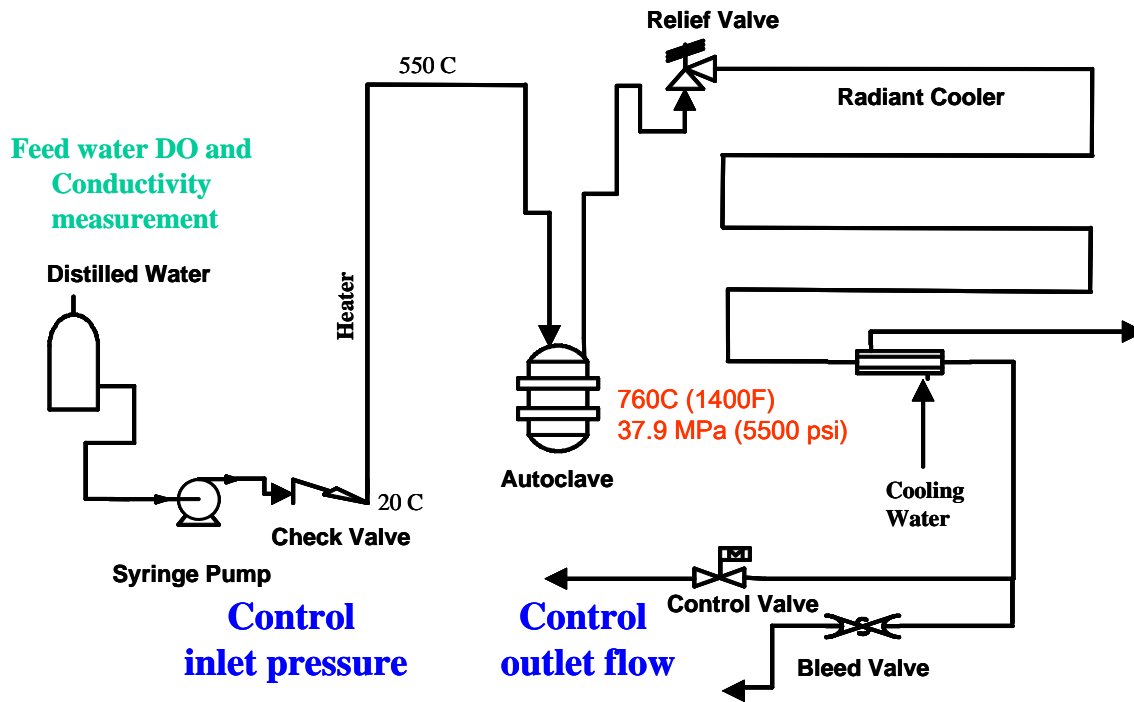 Relief Valve
550 C
Radiant Cooler
Feed water DO and
Conductivity
measurement
Distilled Water
Heater
760C (1400F)
37.9 MPa (5500 psi)
Autoclave
20 C
Cooling
Water
Check Valve
Syringe Pump
M
Control Valve
Control
inlet pressure
Control
outlet flow
S
Bleed Valve